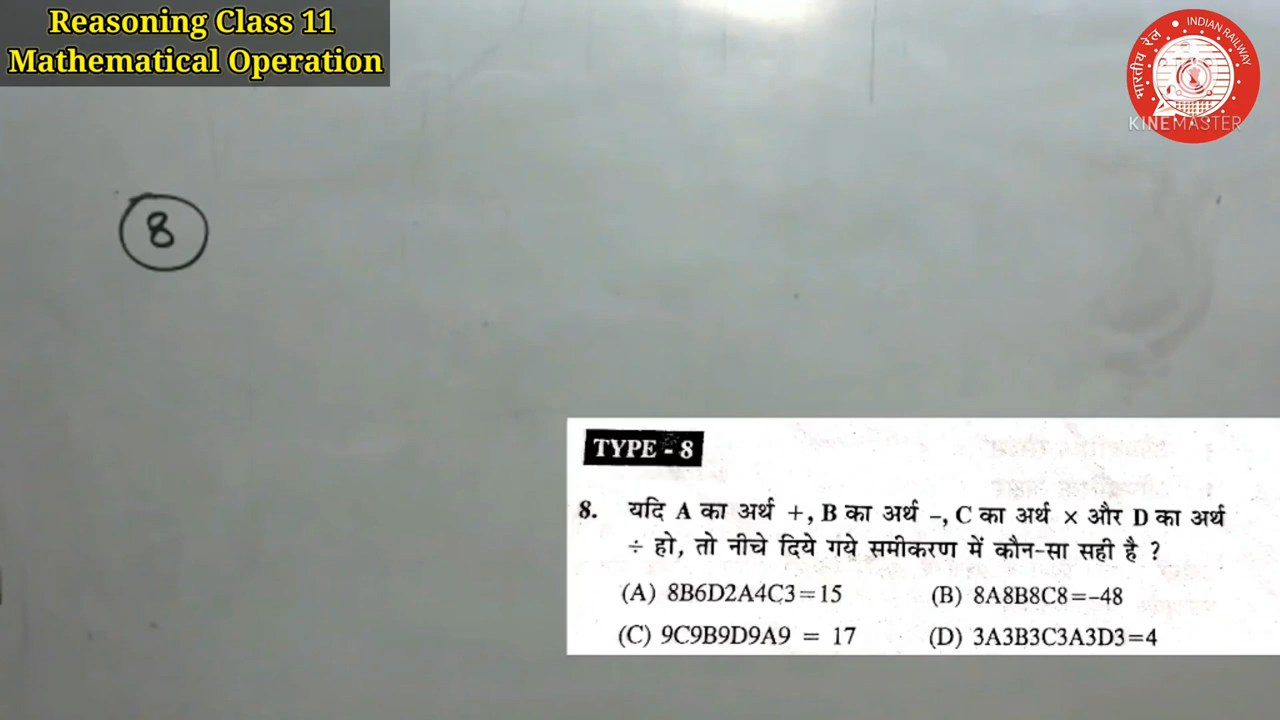 Reasoning Class 11
Mathematical Operation
भारतीय रेल
INDIAN RAILWAY
KINEMASTER
8
TYPE - 8
8. यदि A का अर्थ +, B का अर्थ –, C का अर्थ × और D का अर्थ
÷ हो, तो नीचे दिये गये समीकरण में कौन-सा सही है ?
(A) 8B6D2A4C3=15 (B) 8A8B8C8=–48
(C) 9C9B9D9A9 = 17 (D) 3A3B3C3A3D3=4